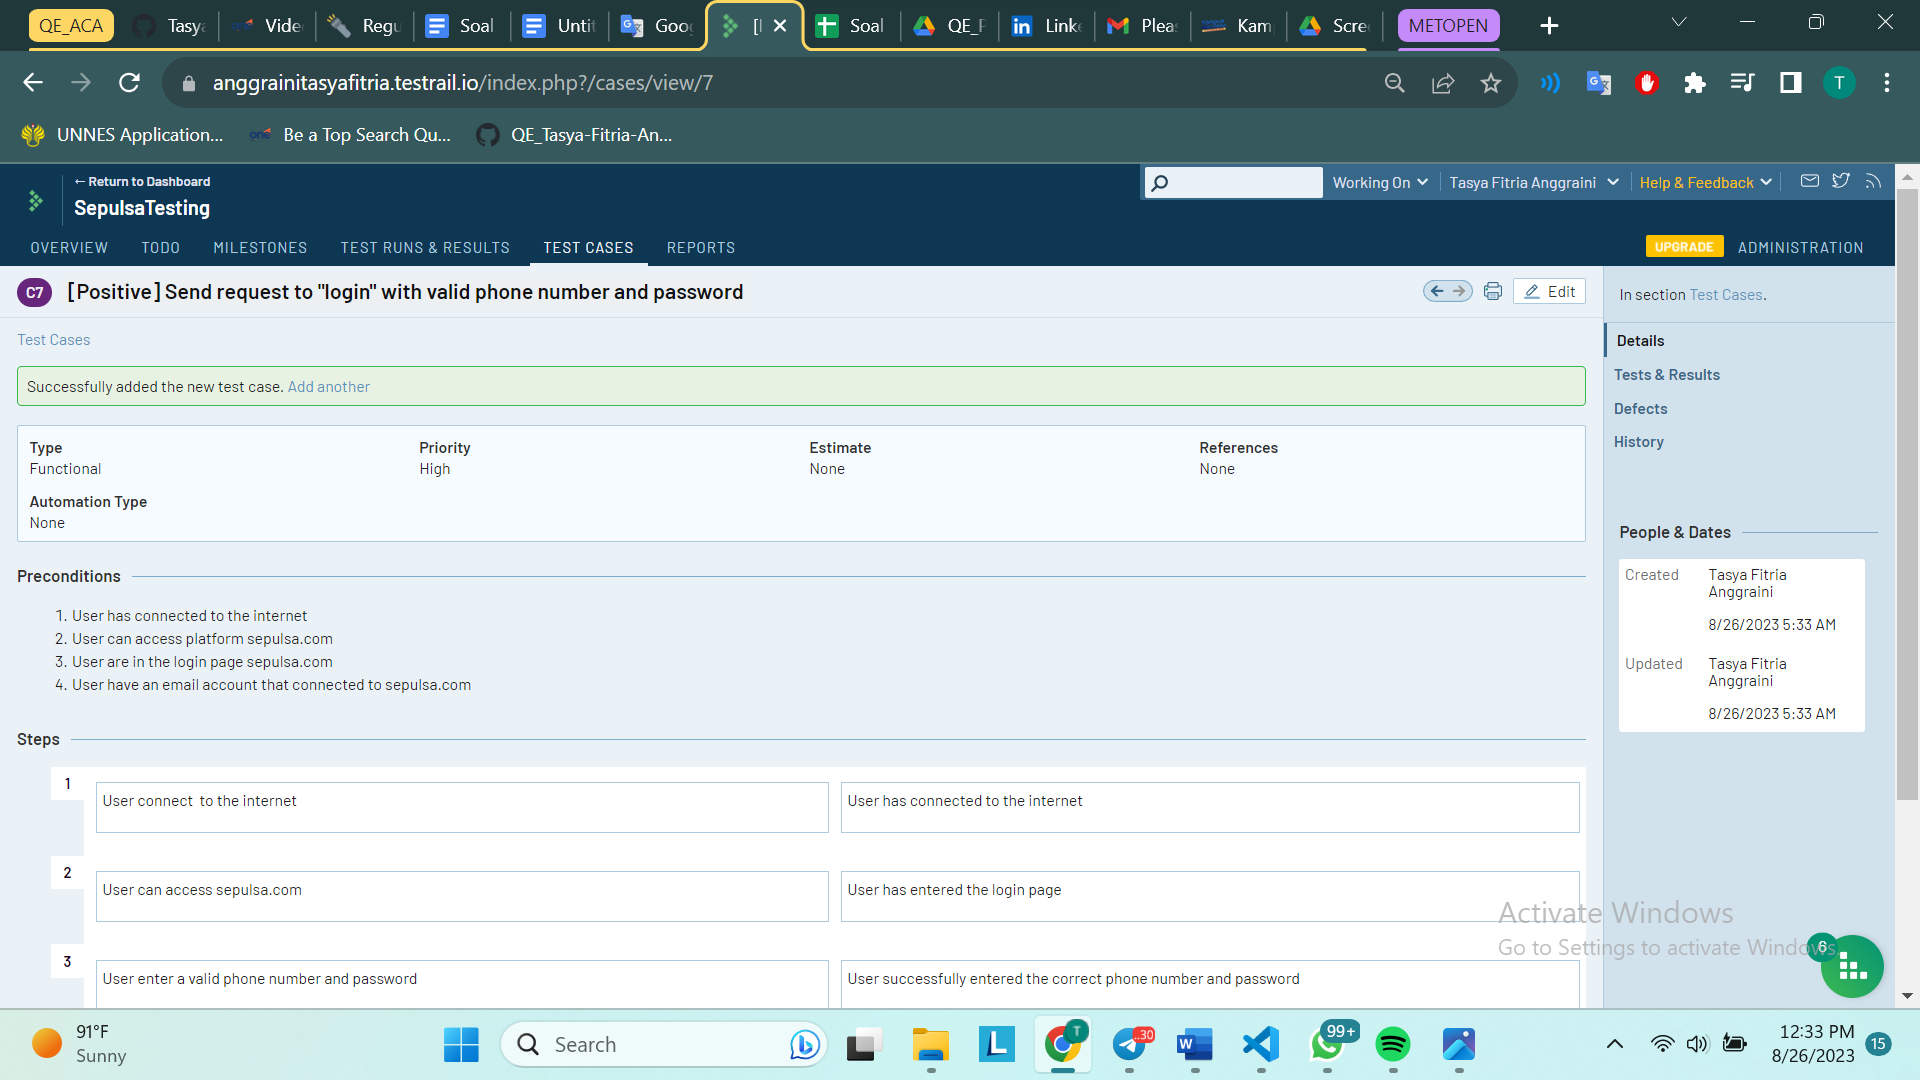 QE_ACA
Tasya
Vide
Regu
Soal
Untit
Goog
[
Soal
QE_P
Linke
Pleas
Kam
Scre
METOPEN
anggrainitasyafitria.testrail.io/index.php?/cases/view/7
T
UNNES Application...
Be a Top Search Qu...
QE_Tasya-Fitria-An...
←Return to Dashboard
SepulsaTesting
Working On
Tasya Fitria Anggraini
Help & Feedback
OVERVIEW
TODO
MILESTONES
TEST RUNS & RESULTS
TEST CASES
REPORTS
UPGRADE
ADMINISTRATION
C7
[Positive] Send request to "login" with valid phone number and password
Edit
In section Test Cases.
Test Cases
Details
Successfully added the new test case. Add another
Tests & Results
Defects
History
Type
Functional
Priority
High
Estimate
None
References
None
Automation Type
None
Preconditions
1. User has connected to the internet
2. User can access platform sepulsa.com
3. User are in the login page sepulsa.com
4. User have an email account that connected to sepulsa.com
People & Dates
Created
Tasya Fitria
Anggraini
8/26/2023 5:33 AM
Updated
Tasya Fitria
Anggraini
8/26/2023 5:33 AM
Steps
1
User connect  to the internet
User has connected to the internet
2
User can access sepulsa.com
User has entered the login page
3
User enter a valid phone number and password
User successfully entered the correct phone number and password
Activate Windows
Go to Settings to activate Windows.
6
91°F
Sunny
Search
L
T
..30
W
99+
12:33 PM
8/26/2023
15